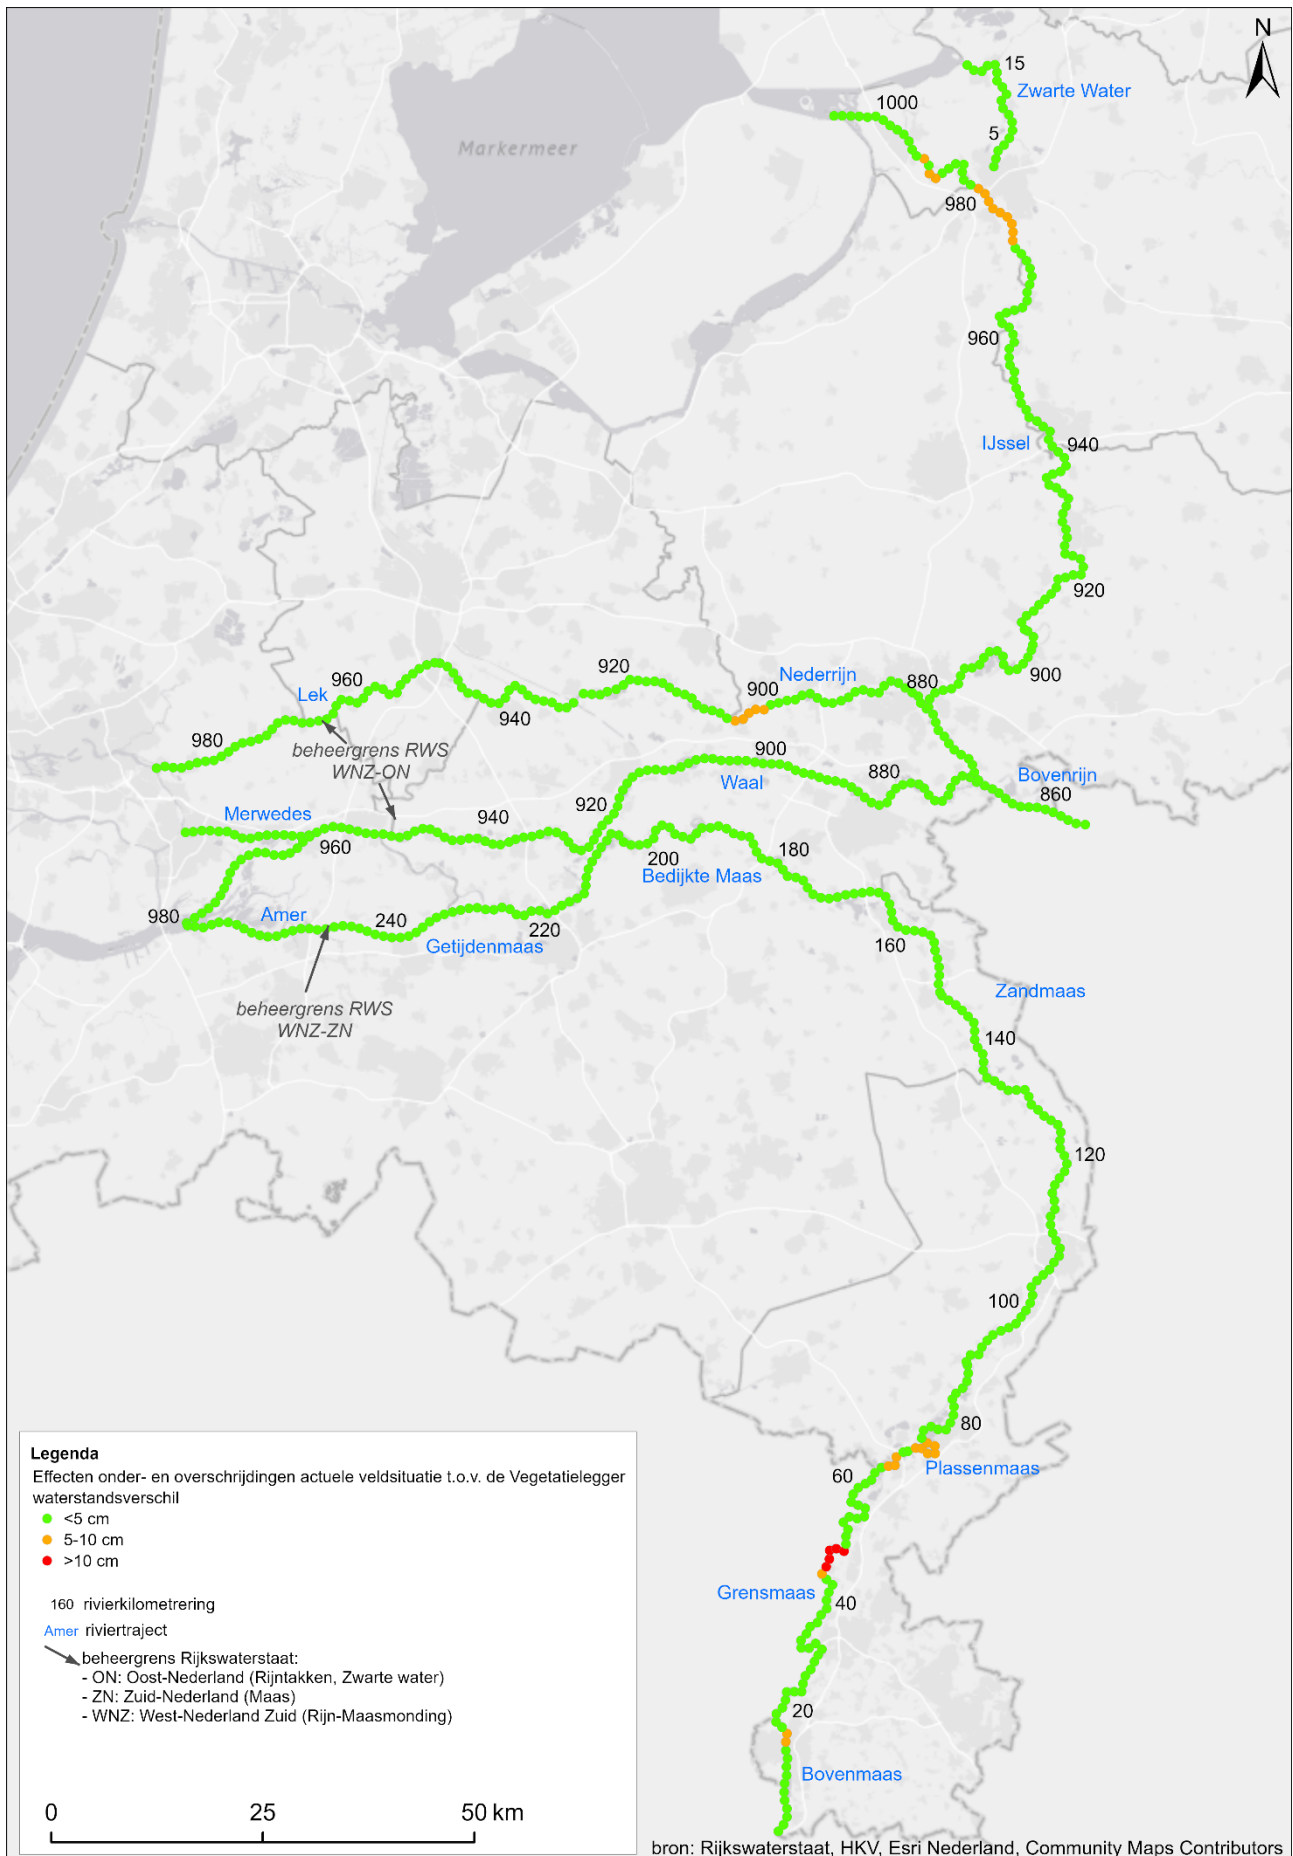 N
15
Zwarte Water
1000
5
Markermeer
980
960
IJssel
940
920
900
880
Nederrijn
900
920
960
Lek
940
980
beheergrens RWS
WNZ-ON
900
Waal
880
Bovenrijn
860
920
Merwedes
940
960
200
180
Bedijkte Maas
980
Amer
240
220
Getijdenmaas
160
beheergrens RWS
WNZ-ZN
Zandmaas
140
120
100
80
Plassenmaas
60
Grensmaas
40
20
Bovenmaas
Legenda
Effecten onder- en overschrijdingen actuele veldsituatie t.o.v. de Vegetatielegger
waterstandsverschil
<5 cm
5-10 cm
>10 cm
160 rivierkilometrering
Amer riviertraject
beheergrens Rijkswaterstaat:
- ON: Oost-Nederland (Rijntakken, Zwarte water)
- ZN: Zuid-Nederland (Maas)
- WNZ: West-Nederland Zuid (Rijn-Maasmonding)
0 25 50 km
bron: Rijkswaterstaat, HKV, Esri Nederland, Community Maps Contributors